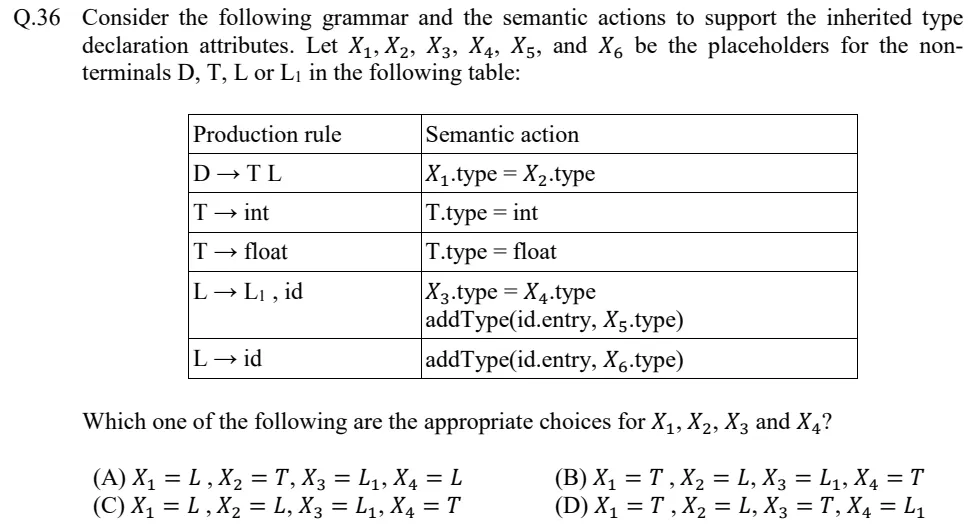 Q.36 Consider the following grammar and the semantic actions to support the inherited type
declaration attributes. Let X₁, X₂, X₃, X₄, X₅, and X₆ be the placeholders for the non-
terminals D, T, L or L₁ in the following table:
Production rule Semantic action
D → T L X₁.type = X₂.type
T → int T.type = int
T → float T.type = float
L → L₁ , id X₃.type = X₄.type
addType(id.entry, X₅.type)
L → id addType(id.entry, X₆.type)
Which one of the following are the appropriate choices for X₁, X₂, X₃ and X₄?
(A) X₁ = L , X₂ = T, X₃ = L₁, X₄ = L (B) X₁ = T , X₂ = L, X₃ = L₁, X₄ = T
(C) X₁ = L , X₂ = L, X₃ = L₁, X₄ = T (D) X₁ = T , X₂ = L, X₃ = T, X₄ = L₁